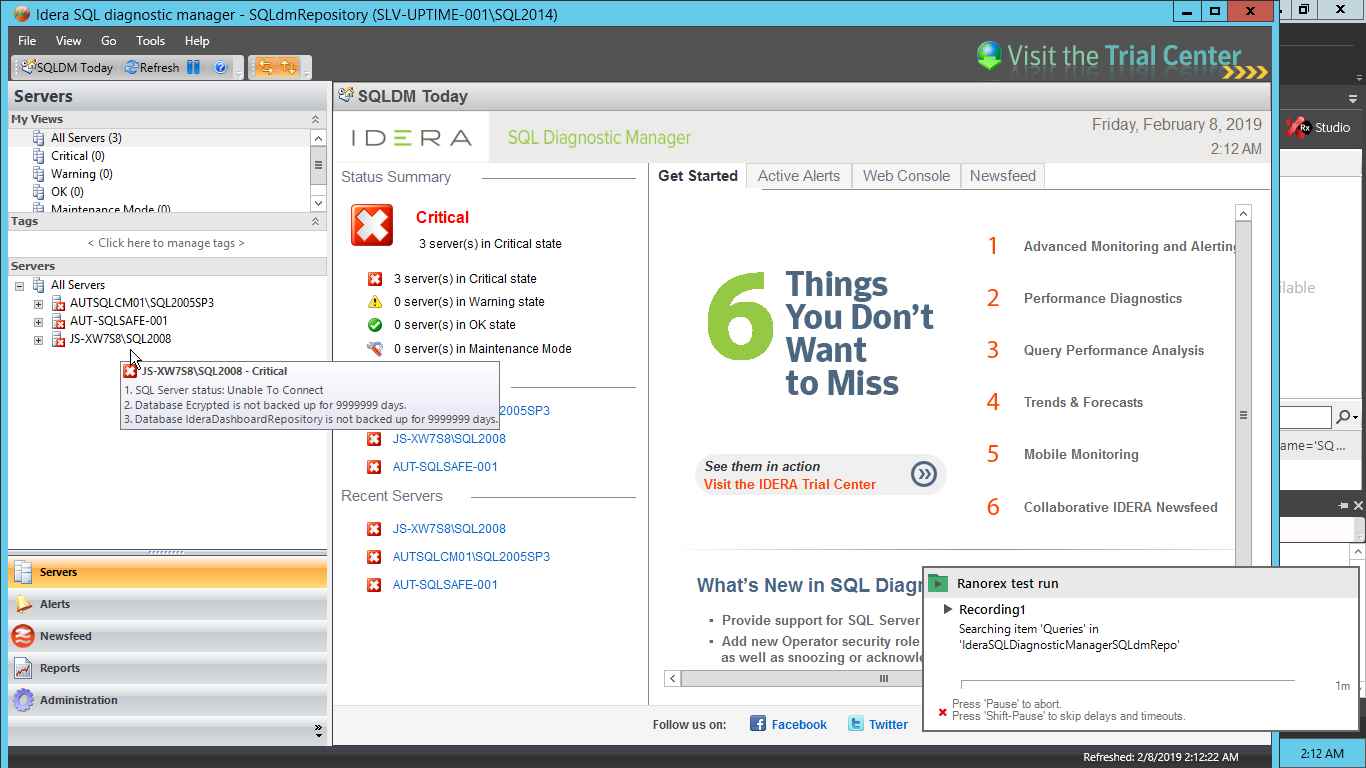 Idera SQL diagnostic manager - SQLdmRepository (SLV-UPTIME-001\SQL2014)
File View Go Tools Help
SQLDM Today Refresh
Visit the Trial Center
Servers
My Views
All Servers (3)
Critical (0)
Warning (0)
OK (0)
Maintenance Mode (0)
Tags
< Click here to manage tags >
Servers
All Servers
AUTSQLCM01\SQL2005SP3
AUT-SQLSAFE-001
JS-XW7S8\SQL2008
JS-XW7S8\SQL2008 - Critical
1. SQL Server status: Unable To Connect
2. Database Ecrypted is not backed up for 9999999 days.
3. Database IderaDashboardRepository is not backed up for 9999999 days.
Servers
Alerts
Newsfeed
Reports
Administration
SQLDM Today
IDERA
SQL Diagnostic Manager
Friday, February 8, 2019
2:12 AM
Status Summary
Critical
3 server(s) in Critical state
3 server(s) in Critical state
0 server(s) in Warning state
0 server(s) in OK state
0 server(s) in Maintenance Mode
2005SP3
JS-XW7S8\SQL2008
AUT-SQLSAFE-001
Recent Servers
JS-XW7S8\SQL2008
AUTSQLCM01\SQL2005SP3
AUT-SQLSAFE-001
Get Started Active Alerts Web Console Newsfeed
6 Things
You Don't
Want
to Miss
See them in action
Visit the IDERA Trial Center
1 Advanced Monitoring and Alerting
2 Performance Diagnostics
3 Query Performance Analysis
4 Trends & Forecasts
5 Mobile Monitoring
6 Collaborative IDERA Newsfeed
What's New in SQL Diagn
Provide support for SQL Server
Add new Operator security role
as well as snoozing or acknowle
Follow us on: Facebook Twitter
Refreshed: 2/8/2019 2:12:22 AM
Rx Studio
lable
ame='SQ...
Ranorex test run
Recording1
Searching item 'Queries' in
'IderaSQLDiagnosticManagerSQLdmRepo'
1m
Press 'Pause' to abort.
Press 'Shift-Pause' to skip delays and timeouts.
2:12 AM